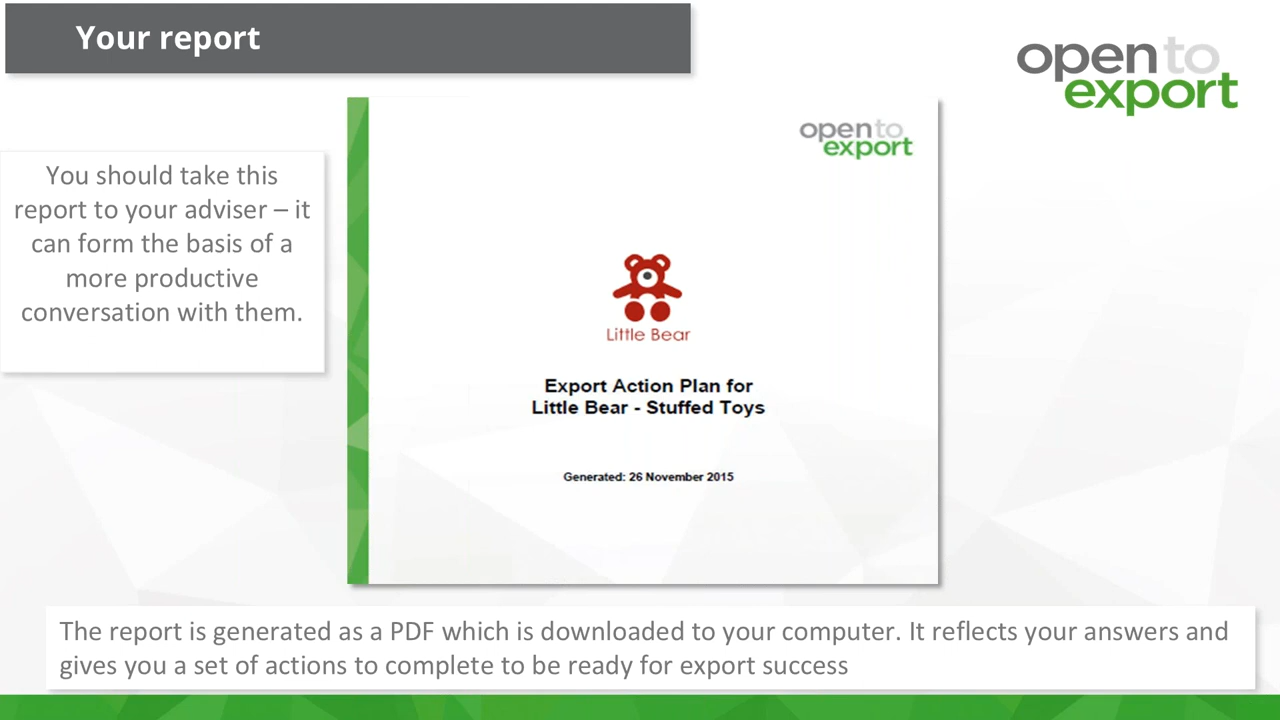 Your report
open to
export
You should take this
report to your adviser – it
can form the basis of a
more productive
conversation with them.
open to
export
Little Bear
Export Action Plan for
Little Bear - Stuffed Toys
Generated: 26 November 2015
The report is generated as a PDF which is downloaded to your computer. It reflects your answers and
gives you a set of actions to complete to be ready for export success